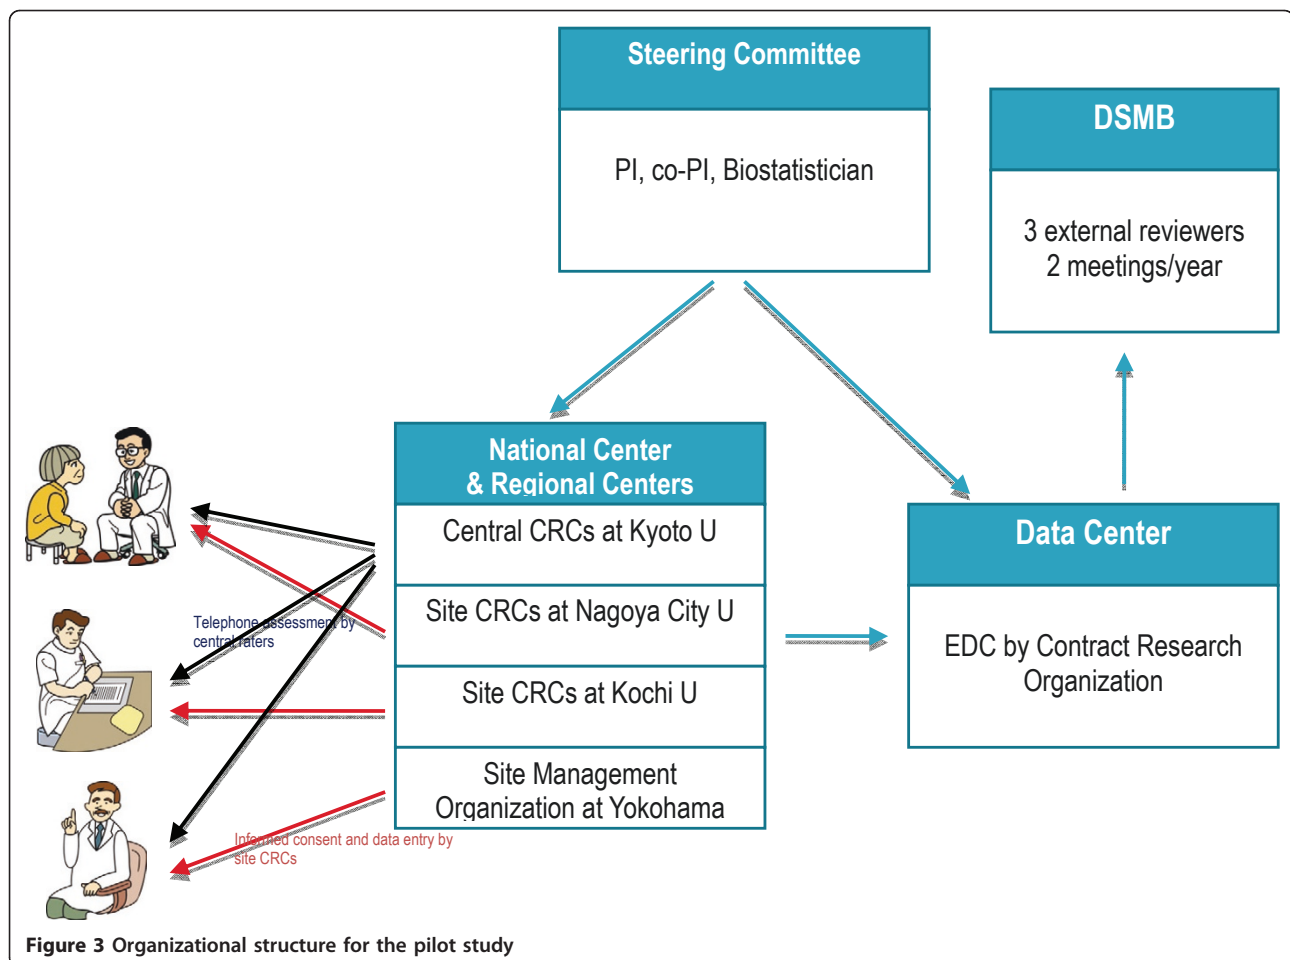 Steering Committee
PI, co-PI, Biostatistician
DSMB
3 external reviewers
2 meetings/year
National Center
& Regional Centers
Central CRCs at Kyoto U
Site CRCs at Nagoya City U
Site CRCs at Kochi U
Site Management
Organization at Yokohama
Data Center
EDC by Contract Research
Organization
Telephone assessment by
central raters
Informed consent and data entry by
site CRCs
Figure 3 Organizational structure for the pilot study